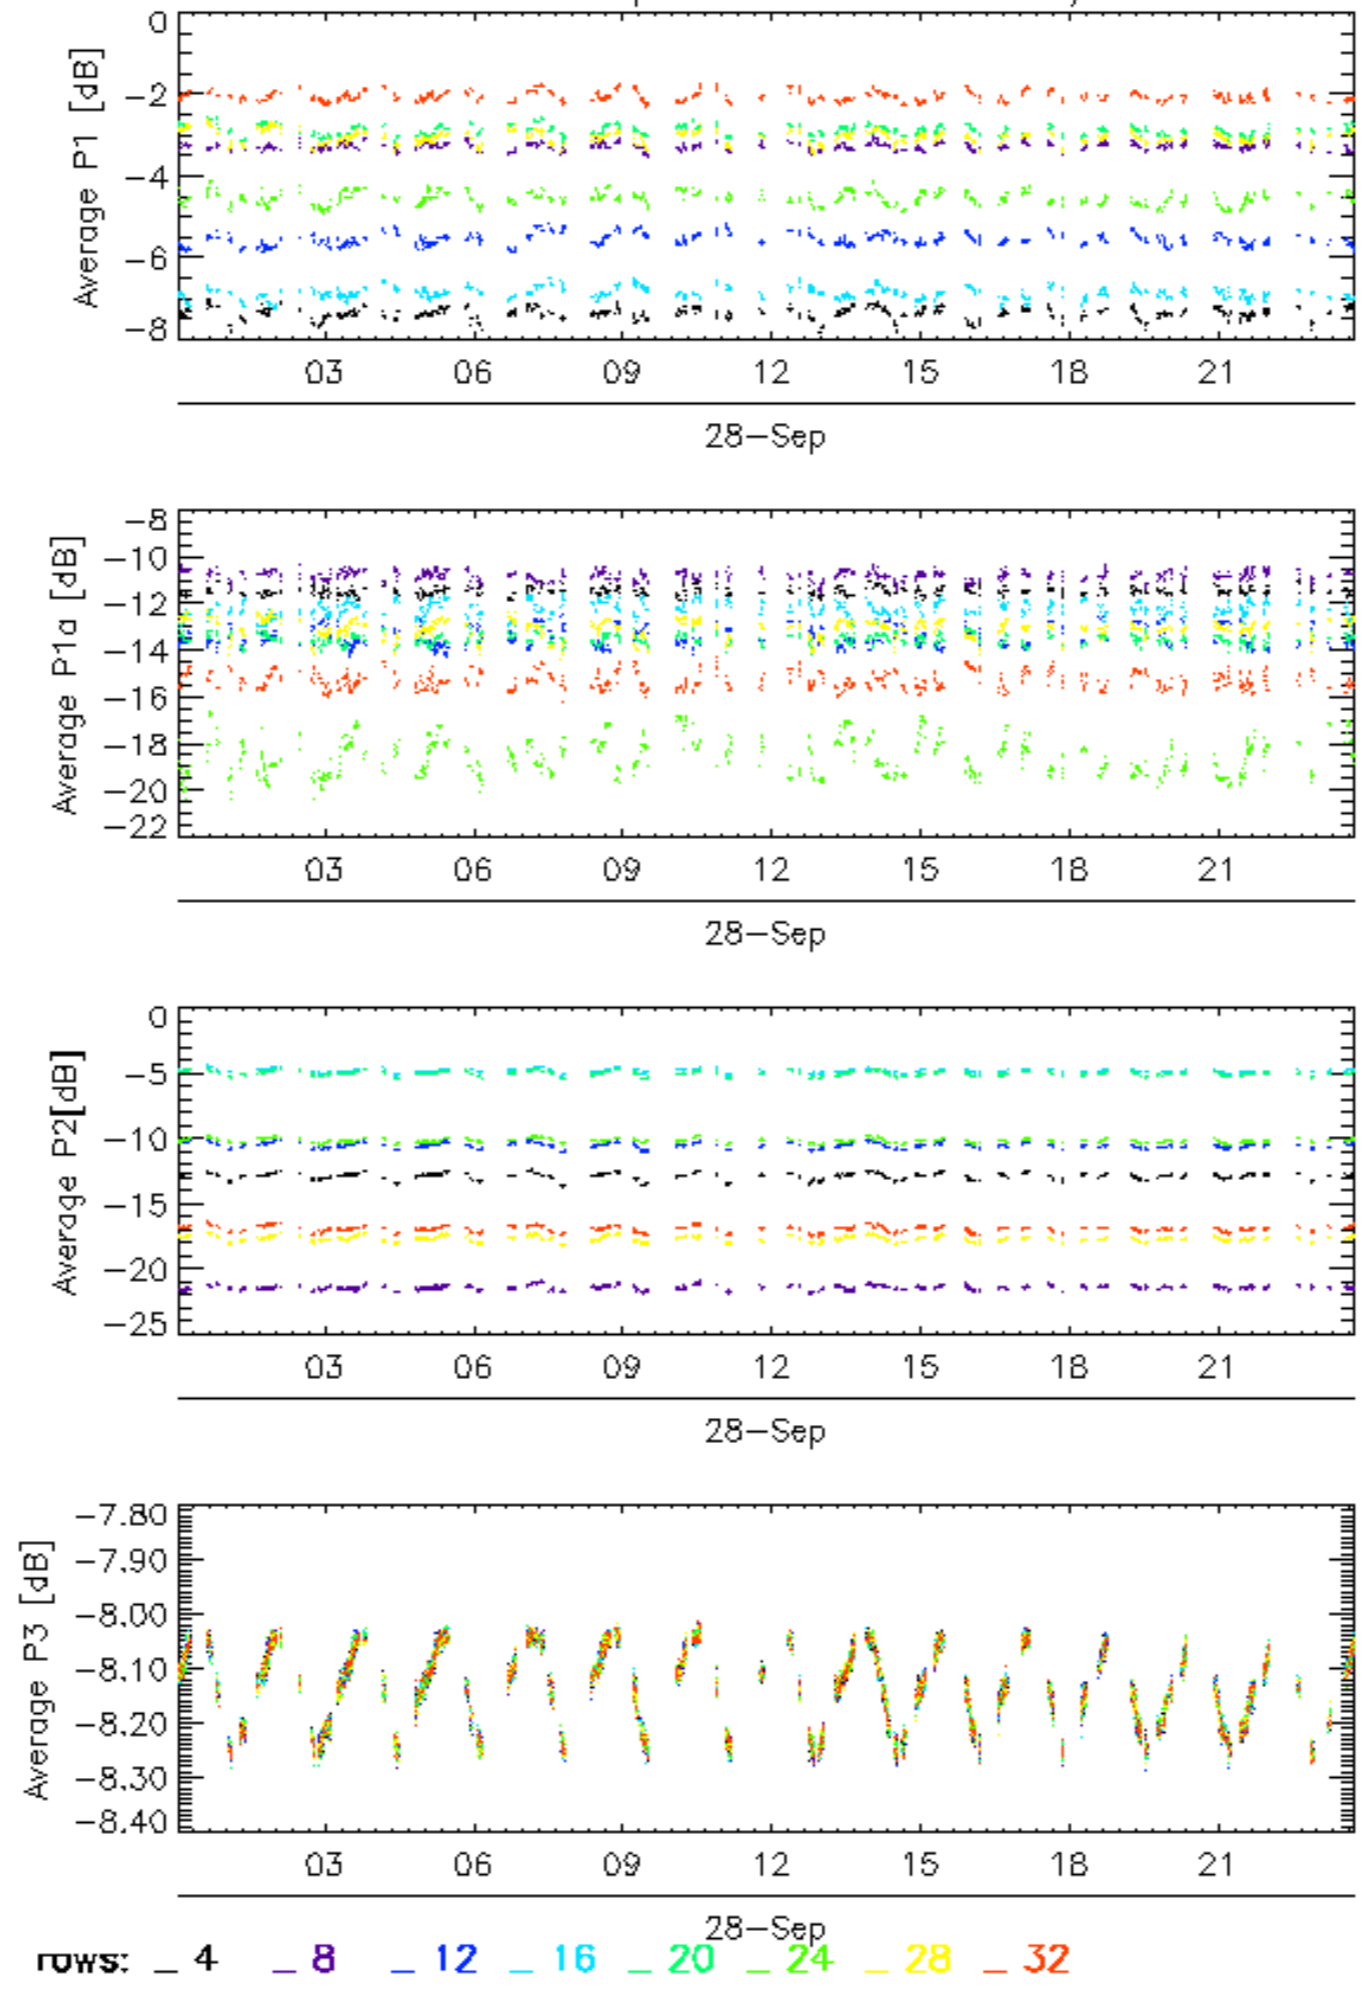 0
-2
-4
-6
-8
Average P1 [dB]
03 06 09 12 15 18 21
28-Sep
-8
-10
-12
-14
-16
-18
-20
-22
Average P1a [dB]
03 06 09 12 15 18 21
28-Sep
0
-5
-10
-15
-20
-25
Average P2[dB]
03 06 09 12 15 18 21
28-Sep
-7.80
-7.90
-8.00
-8.10
-8.20
-8.30
-8.40
Average P3 [dB]
03 06 09 12 15 18 21
28-Sep
rows: _ 4 _ 8 _ 12 _ 16 _ 20 _ 24 _ 28 _ 32